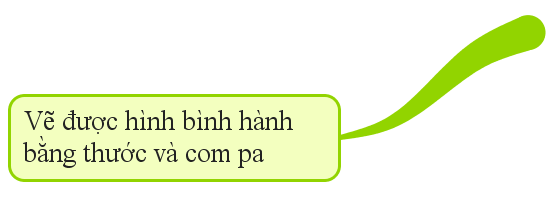 Vẽ được hình bình hành
bằng thước và com pa